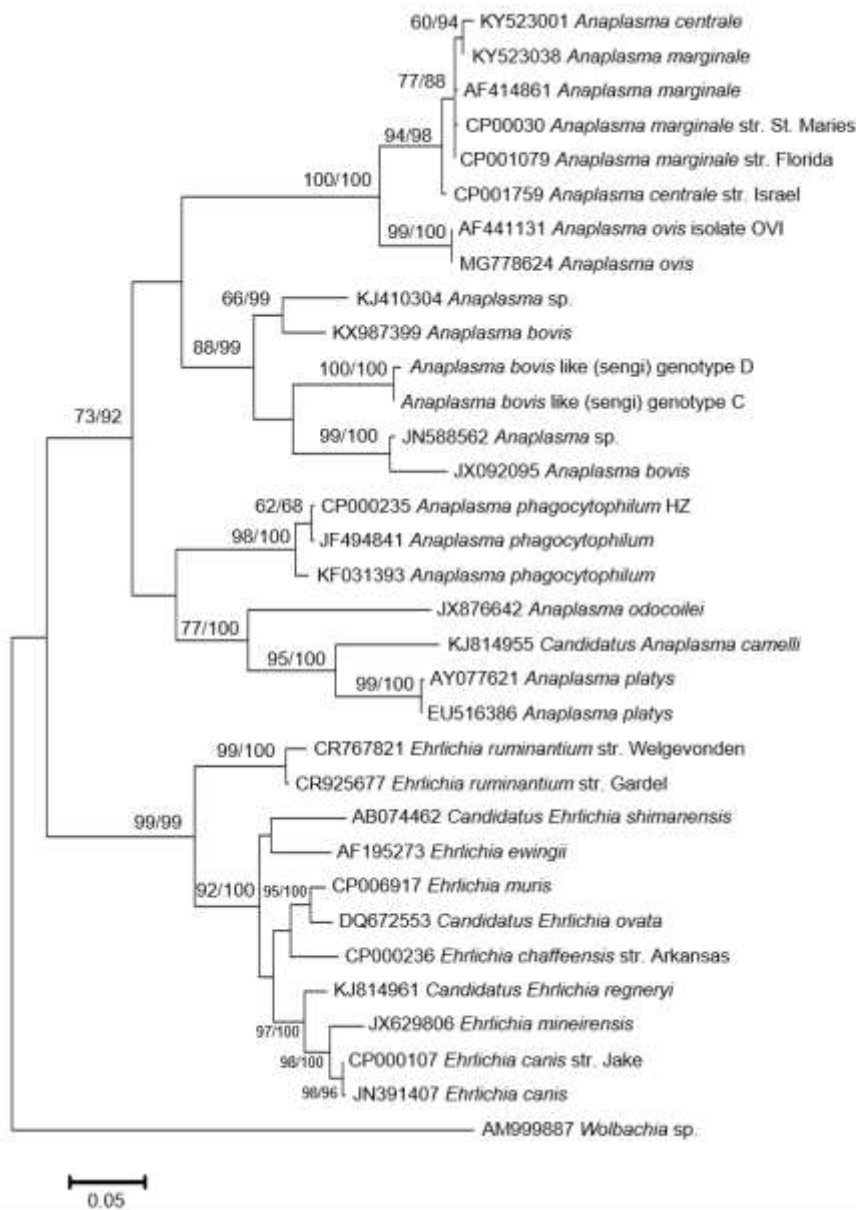 60/94
KY523001 Anaplasma centrale
KY523038 Anaplasma marginale
77/88
AF414861 Anaplasma marginale
94/98
CP00030 Anaplasma marginale str. St. Maries
CP001079 Anaplasma marginale str. Florida
100/100
CP001759 Anaplasma centrale str. Israel
99/100
AF441131 Anaplasma ovis isolate OVI
MG778624 Anaplasma ovis
66/99
KJ410304 Anaplasma sp.
KX987399 Anaplasma bovis
88/99
100/100
Anaplasma bovis like (sengi) genotype D
Anaplasma bovis like (sengi) genotype C
73/92
99/100
JN588562 Anaplasma sp.
JX092095 Anaplasma bovis
62/68
CP000235 Anaplasma phagocytophilum HZ
98/100
JF494841 Anaplasma phagocytophilum
KF031393 Anaplasma phagocytophilum
JX876642 Anaplasma odocoilei
77/100
KJ814955 Candidatus Anaplasma camelli
95/100
99/100
AY077621 Anaplasma platys
EU516386 Anaplasma platys
99/100
CR767821 Ehrlichia ruminantium str. Welgevonden
CR925677 Ehrlichia ruminantium str. Gardel
99/99
AB074462 Candidatus Ehrlichia shimanensis
AF195273 Ehrlichia ewingii
92/100
95/100
CP006917 Ehrlichia muris
DQ672553 Candidatus Ehrlichia ovata
CP000236 Ehrlichia chaffeensis str. Arkansas
KJ814961 Candidatus Ehrlichia regneryi
97/100
JX629806 Ehrlichia mineirensis
98/100
CP000107 Ehrlichia canis str. Jake
98/96
JN391407 Ehrlichia canis
AM999887 Wolbachia sp.
0.05